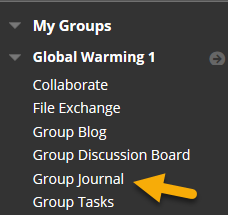 My Groups
Global Warming 1
Collaborate
File Exchange
Group Blog
Group Discussion Board
Group Journal
Group Tasks